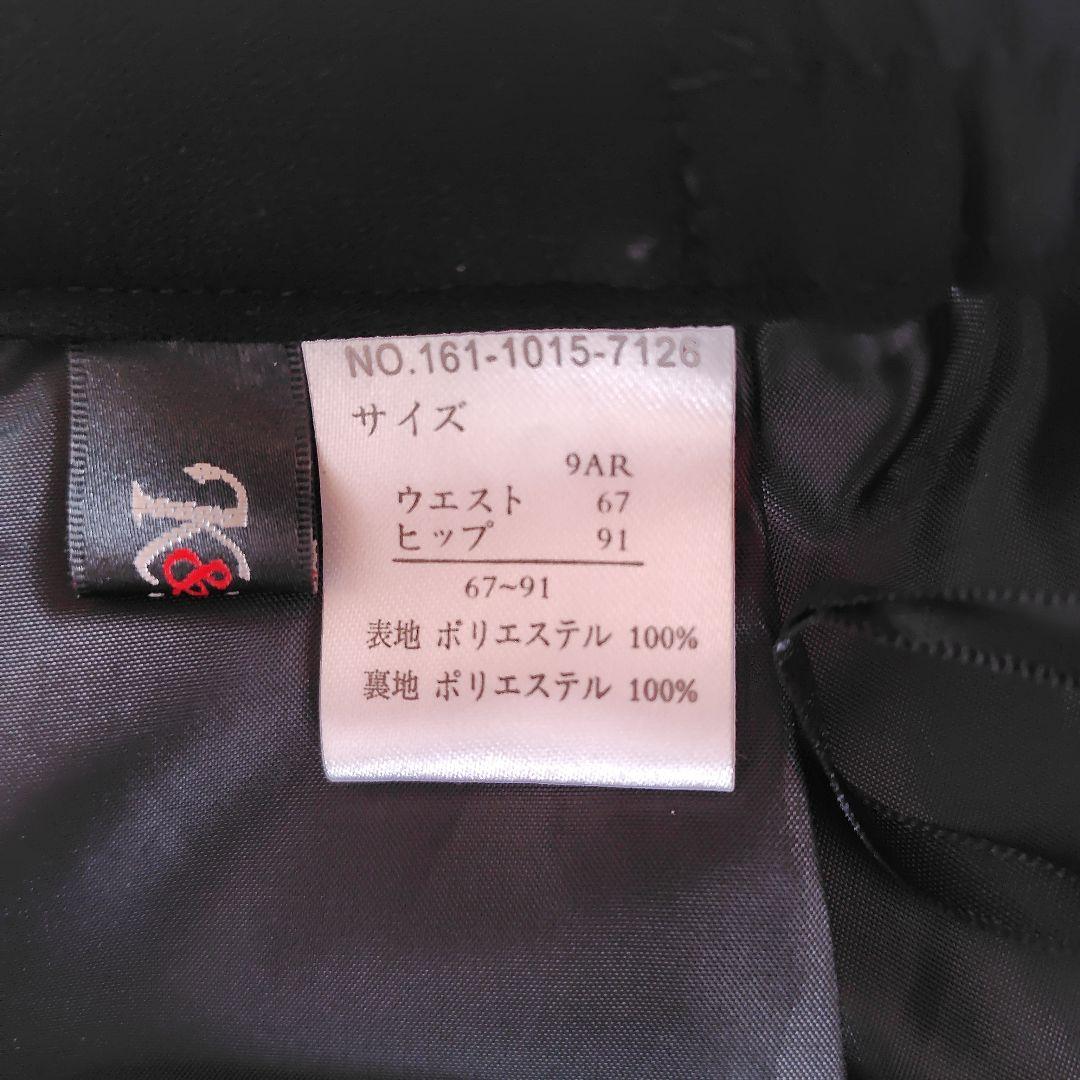 NO.161-1015-7126
サイズ
9AR
ウエスト 67
ヒップ 91
67~91
表地 ポリエステル 100%
裏地 ポリエステル 100%
&